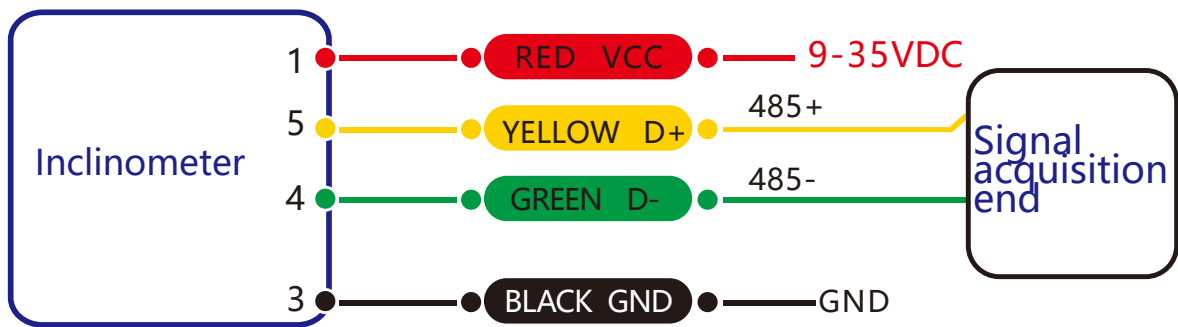 1 RED VCC 9-35VDC
5 YELLOW D+ 485+
Inclinometer
4 GREEN D- 485-
Signal
acquisition
end
3 BLACK GND GND